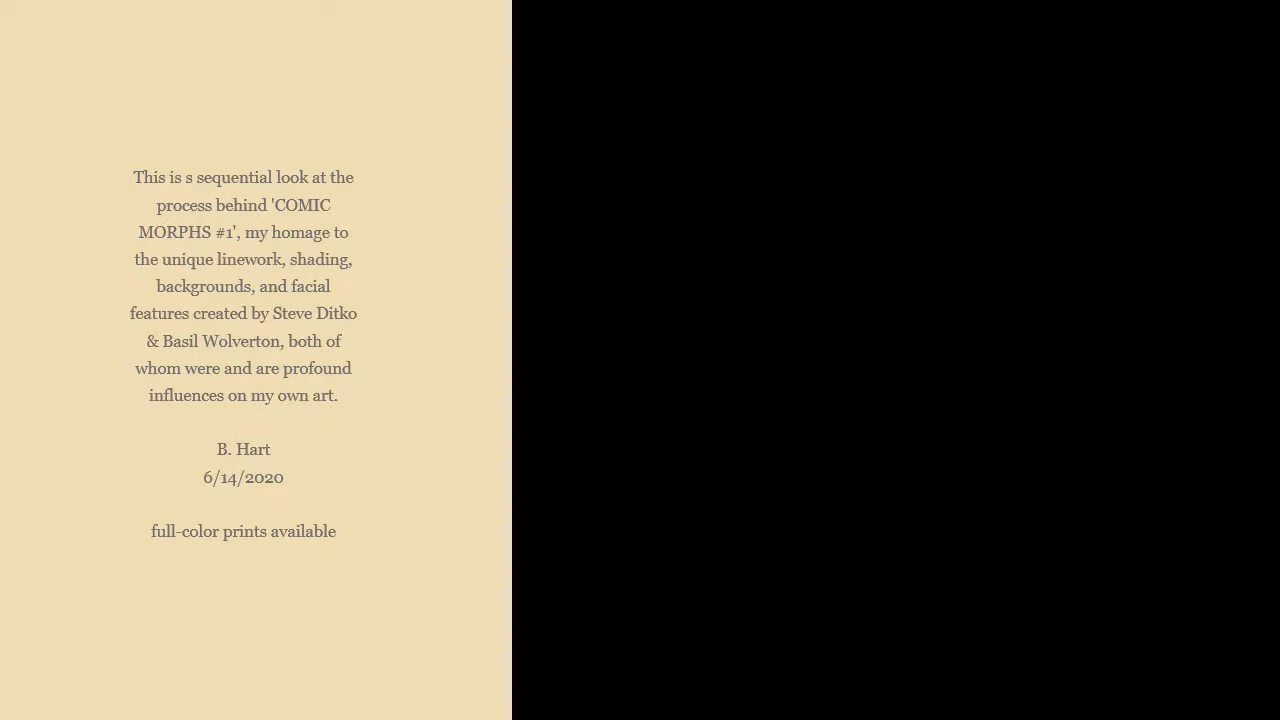 This is s sequential look at the
process behind 'COMIC
MORPHS #1', my homage to
the unique linework, shading,
backgrounds, and facial
features created by Steve Ditko
& Basil Wolverton, both of
whom were and are profound
influences on my own art.
B. Hart
6/14/2020
full-color prints available